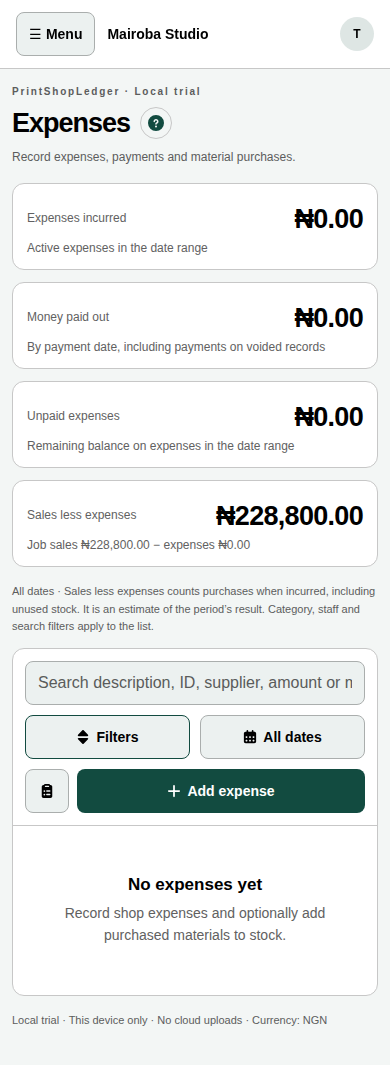 ☰ Menu
Mairoba Studio
T
PrintShopLedger · Local trial
Expenses
?
Record expenses, payments and material purchases.
Expenses incurred ₦0.00
Active expenses in the date range
Money paid out ₦0.00
By payment date, including payments on voided records
Unpaid expenses ₦0.00
Remaining balance on expenses in the date range
Sales less expenses ₦228,800.00
Job sales ₦228,800.00 − expenses ₦0.00
All dates · Sales less expenses counts purchases when incurred, including
unused stock. It is an estimate of the period’s result. Category, staff and
search filters apply to the list.
Search description, ID, supplier, amount or
Filters
All dates
+ Add expense
No expenses yet
Record shop expenses and optionally add
purchased materials to stock.
Local trial · This device only · No cloud uploads · Currency: NGN